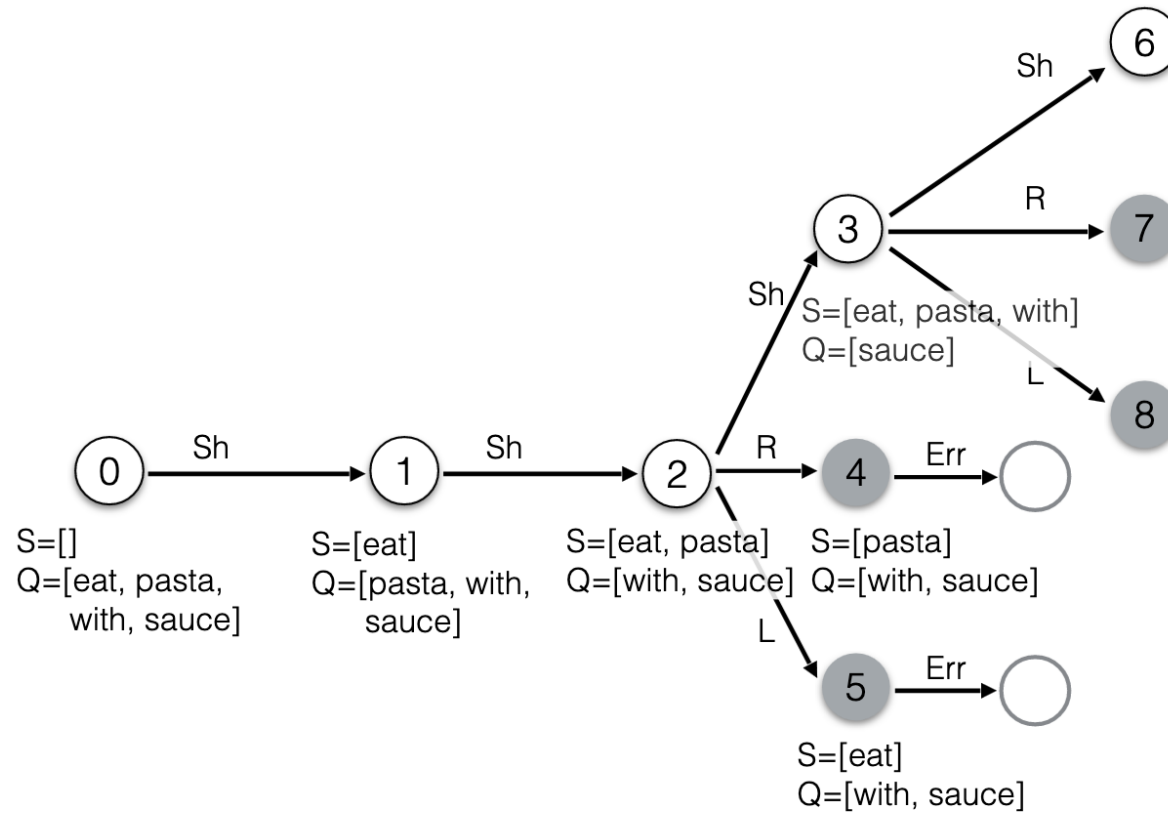 6
Sh
R
3
7
Sh
S=[eat, pasta, with]
Q=[sauce]
L
8
Sh
Sh
R
Err
0
1
2
4
S=[]
Q=[eat, pasta,
with, sauce]
S=[eat]
Q=[pasta, with,
sauce]
S=[eat, pasta]
Q=[with, sauce]
S=[pasta]
Q=[with, sauce]
L
Err
5
S=[eat]
Q=[with, sauce]